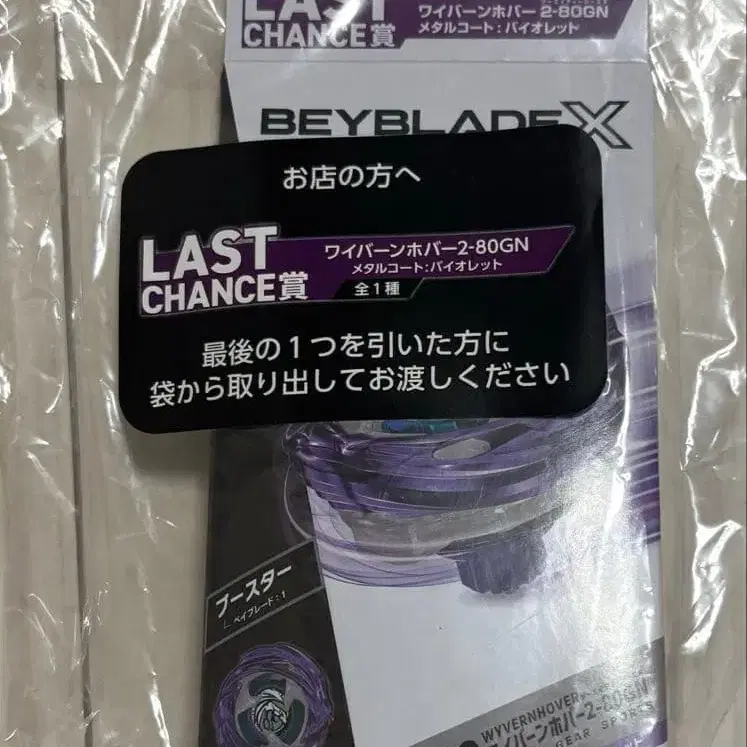 LAST
CHANCE賞
ワイバーンホバー 2-80GN
メタルコート:バイオレット
BEYBLADE X
お店の方へ
LAST
CHANCE賞
ワイバーンホバー2-80GN
メタルコート:バイオレット
全1種
最後の1つを引いた方に
袋から取り出してお渡しください
ブースター
ベイブレード:1
WYVERNHOVER
ワイバーンホバー2-80GN
GEAR SPORTS